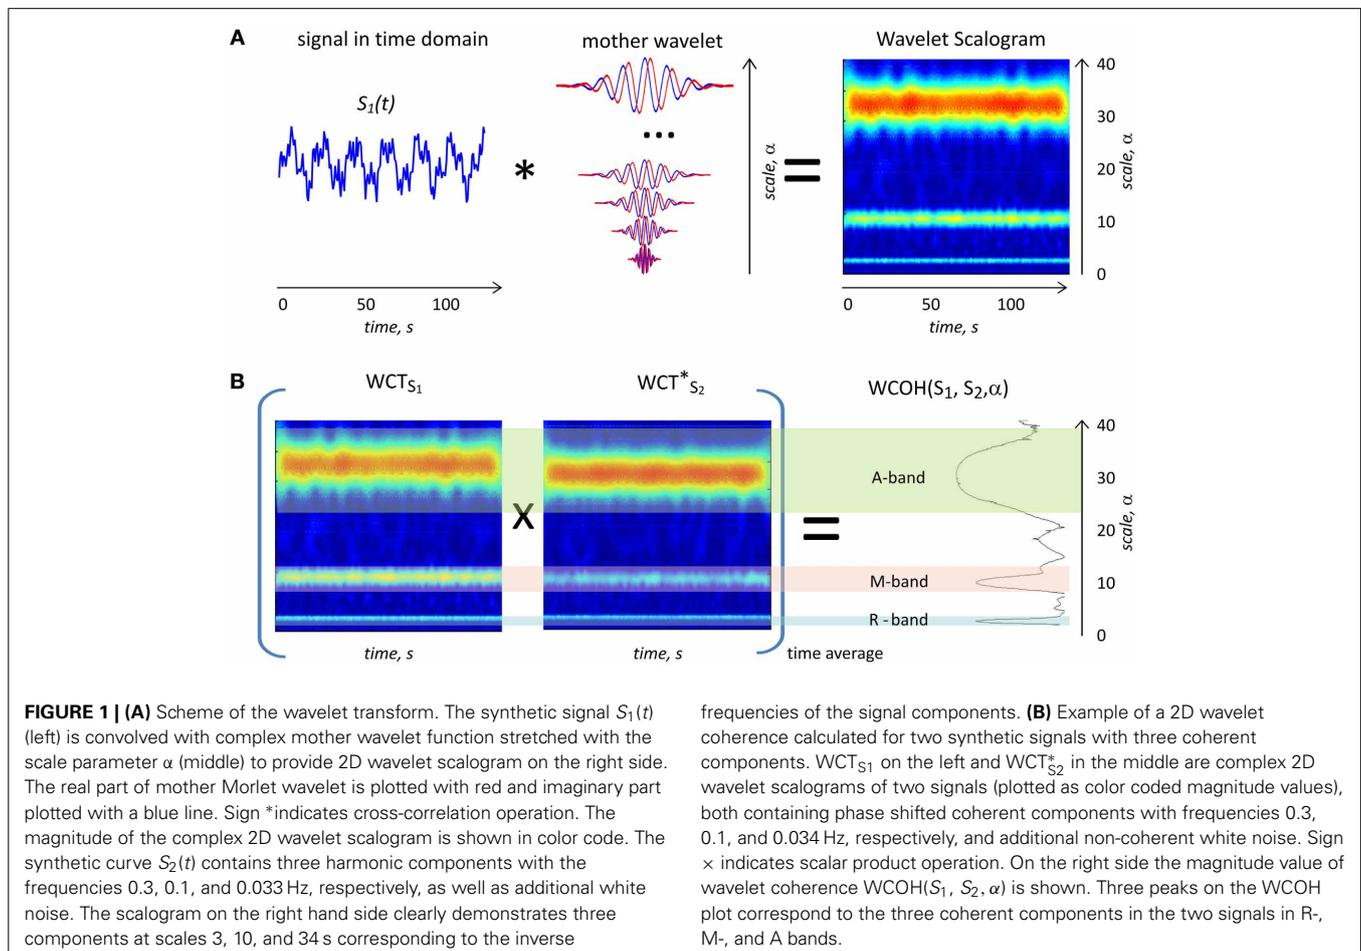 A
signal in time domain
mother wavelet
Wavelet Scalogram
S1(t)
*
...
=
scale, α
40
30
20
10
0
scale, α
0 50 100
time, s
0 50 100
time, s
B
WCTS1
WCT*S2
WCOH(S1, S2,α)
X
=
A-band
M-band
R - band
40
30
20
10
0
scale, α
time, s
time, s
time average
FIGURE 1 | (A) Scheme of the wavelet transform. The synthetic signal S1(t)
(left) is convolved with complex mother wavelet function stretched with the
scale parameter α (middle) to provide 2D wavelet scalogram on the right side.
The real part of mother Morlet wavelet is plotted with red and imaginary part
plotted with a blue line. Sign *indicates cross-correlation operation. The
magnitude of the complex 2D wavelet scalogram is shown in color code. The
synthetic curve S2(t) contains three harmonic components with the
frequencies 0.3, 0.1, and 0.033 Hz, respectively, as well as additional white
noise. The scalogram on the right hand side clearly demonstrates three
components at scales 3, 10, and 34 s corresponding to the inverse
frequencies of the signal components. (B) Example of a 2D wavelet
coherence calculated for two synthetic signals with three coherent
components. WCTS1 on the left and WCT*S2 in the middle are complex 2D
wavelet scalograms of two signals (plotted as color coded magnitude values),
both containing phase shifted coherent components with frequencies 0.3,
0.1, and 0.034 Hz, respectively, and additional non-coherent white noise. Sign
× indicates scalar product operation. On the right side the magnitude value of
wavelet coherence WCOH(S1, S2, α) is shown. Three peaks on the WCOH
plot correspond to the three coherent components in the two signals in R-,
M-, and A bands.